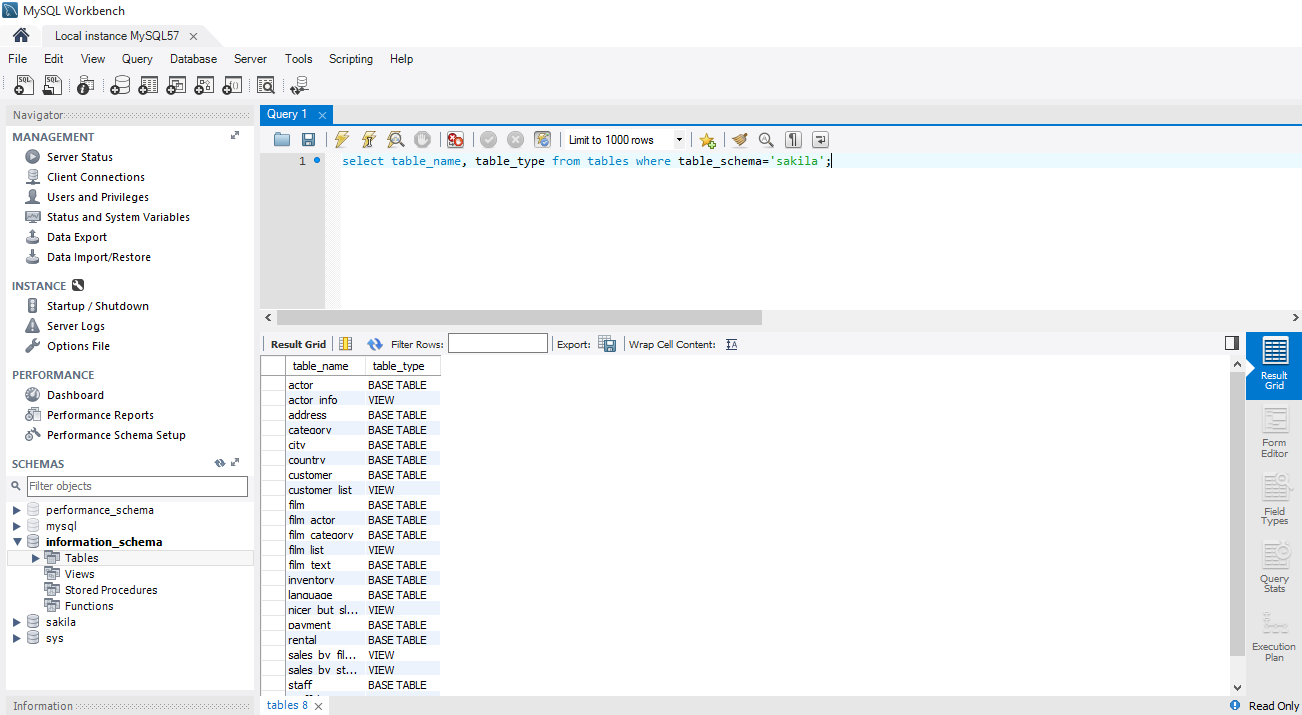 MySQL Workbench
Local instance MySQL57
File Edit View Query Database Server Tools Scripting Help
Navigator
MANAGEMENT
Server Status
Client Connections
Users and Privileges
Status and System Variables
Data Export
Data Import/Restore
INSTANCE
Startup / Shutdown
Server Logs
Options File
PERFORMANCE
Dashboard
Performance Reports
Performance Schema Setup
SCHEMAS
Filter objects
performance_schema
mysql
information_schema
Tables
Views
Stored Procedures
Functions
sakila
sys
Information
Query 1
Limit to 1000 rows
1 select table_name, table_type from tables where table_schema='sakila';
Result Grid Filter Rows: Export: Wrap Cell Content:
table_name table_type
actor BASE TABLE
actor_info VIEW
address BASE TABLE
category BASE TABLE
city BASE TABLE
country BASE TABLE
customer BASE TABLE
customer_list VIEW
film BASE TABLE
film_actor BASE TABLE
film_category BASE TABLE
film_list VIEW
film_text BASE TABLE
inventory BASE TABLE
language BASE TABLE
nicer_but_sl... VIEW
payment BASE TABLE
rental BASE TABLE
sales_by_fil... VIEW
sales_by_st... VIEW
staff BASE TABLE
Result
Grid
Form
Editor
Field
Types
Query
Stats
Execution
Plan
tables 8
Read Only